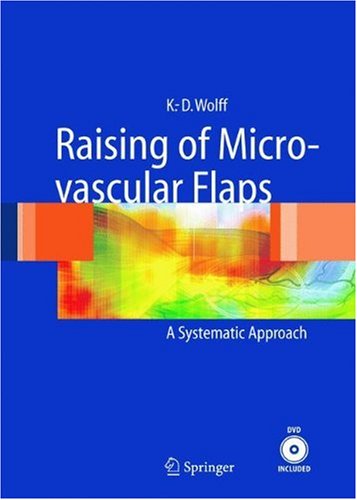 K.-D. Wolff
Raising of Micro-
vascular Flaps
A Systematic Approach
DVD
INCLUDED
Springer